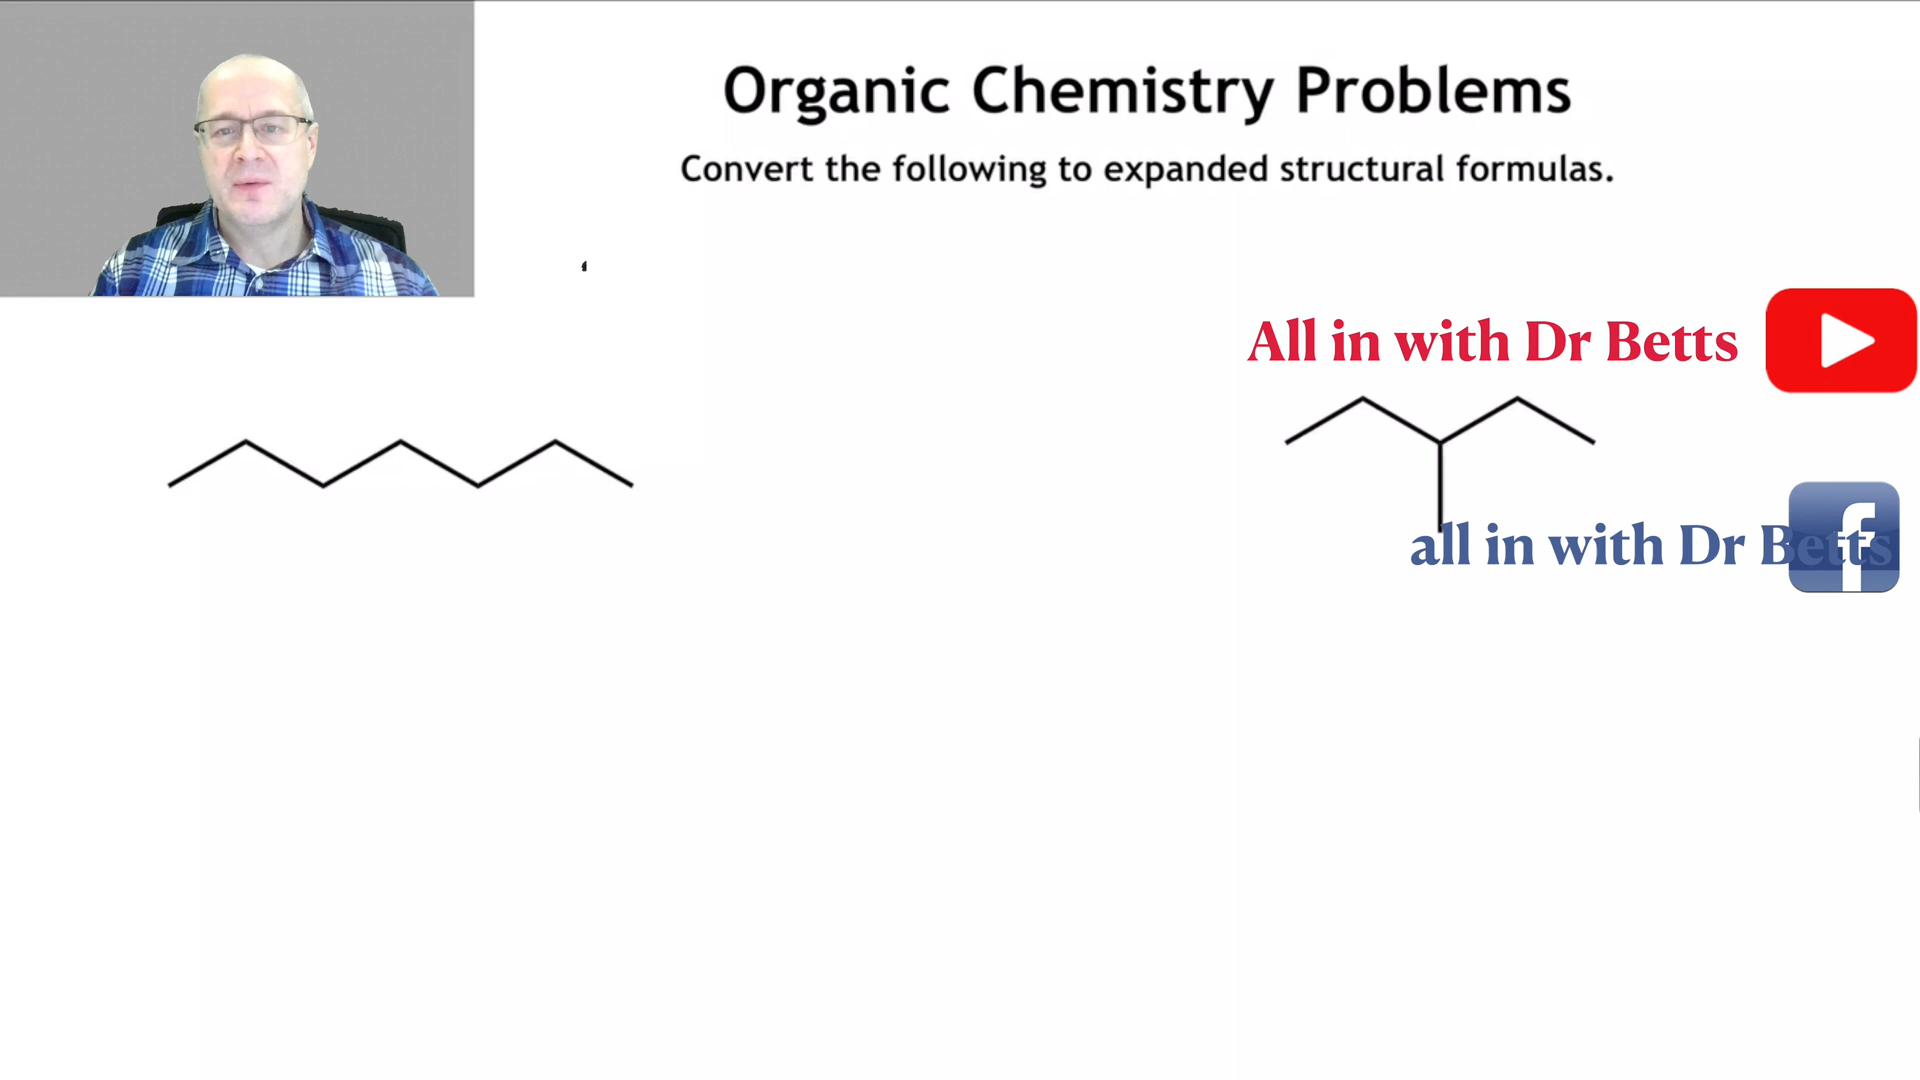 Organic Chemistry Problems
Convert the following to expanded structural formulas.
All in with Dr Betts
all in with Dr Betts
f